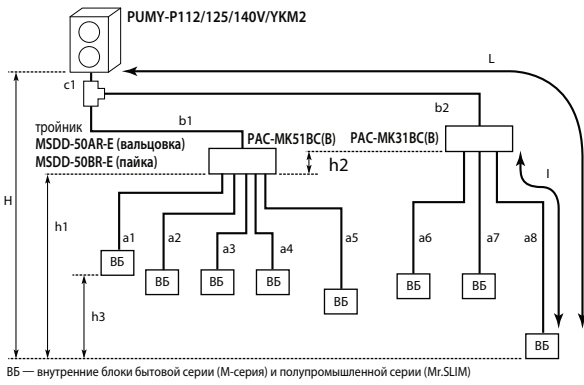 PUMY-P112/125/140V/YKM2
L
c1
b1
b2
тройник
MSDD-50AR-E (вальцовка)
MSDD-50BR-E (пайка)
PAC-MK51BC(B)
PAC-MK31BC(B)
h2
H
h1
l
a1
a2
a3
a4
a5
a6
a7
a8
ВБ
ВБ
ВБ
ВБ
ВБ
ВБ
ВБ
h3
ВБ
ВБ — внутренние блоки бытовой серии (М-серия) и полупромышленной серии (Mr.SLIM)